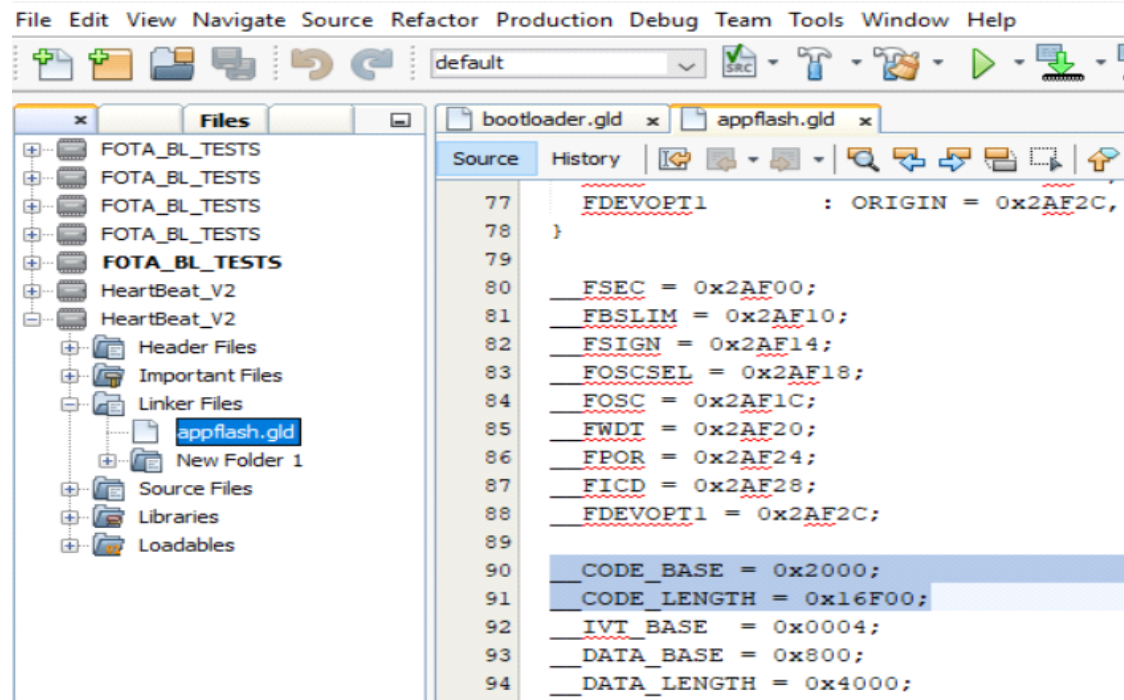 File Edit View Navigate Source Refactor Production Debug Team Tools Window Help
default
SRC
Files
FOTA_BL_TESTS
FOTA_BL_TESTS
FOTA_BL_TESTS
FOTA_BL_TESTS
FOTA_BL_TESTS
HeartBeat_V2
HeartBeat_V2
Header Files
Important Files
Linker Files
appflash.gld
New Folder 1
Source Files
Libraries
Loadables
bootloader.gld x appflash.gld x
Source History
77 FDEVOPT1 : ORIGIN = 0x2AF2C,
78 }
79
80 __FSEC = 0x2AF00;
81 __FBSLIM = 0x2AF10;
82 __FSIGN = 0x2AF14;
83 __FOSCSEL = 0x2AF18;
84 __FOSC = 0x2AF1C;
85 __FWDT = 0x2AF20;
86 __FPOR = 0x2AF24;
87 __FICD = 0x2AF28;
88 __FDEVOPT1 = 0x2AF2C;
89
90 __CODE_BASE = 0x2000;
91 __CODE_LENGTH = 0x16F00;
92 __IVT_BASE = 0x0004;
93 __DATA_BASE = 0x800;
94 __DATA_LENGTH = 0x4000;